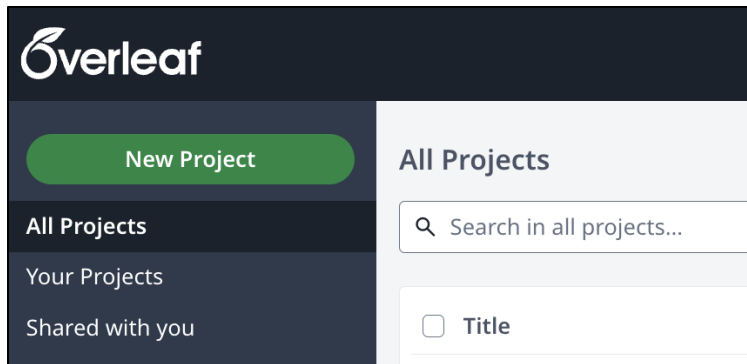 Overleaf
New Project
All Projects
Your Projects
Shared with you
All Projects
Search in all projects...
Title